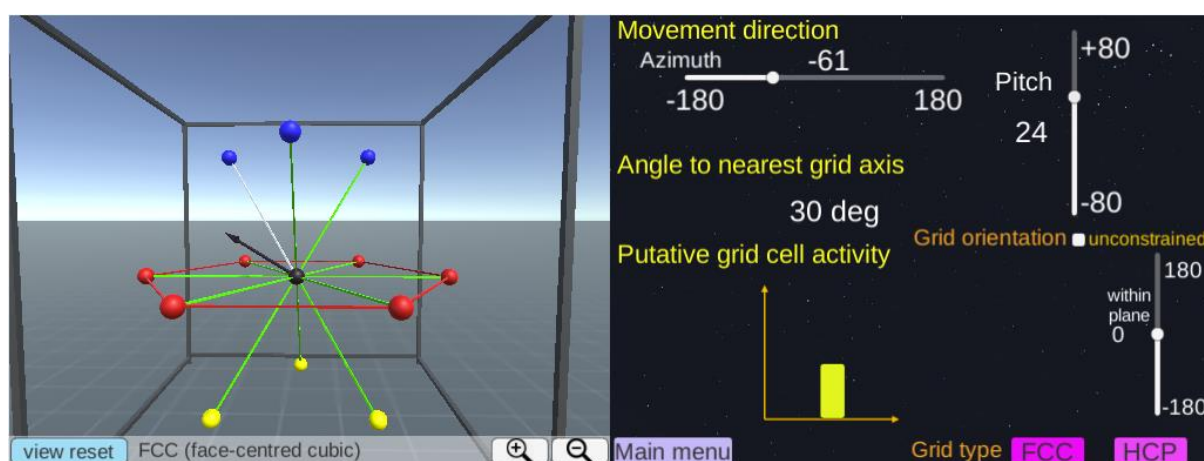 Movement direction
Azimuth -61
-180 180
Pitch
24
+80
-80
Angle to nearest grid axis
30 deg
Grid orientation unconstrained
Putative grid cell activity
180
within
plane
0
-180
view reset FCC (face-centred cubic)
Main menu
Grid type FCC HCP